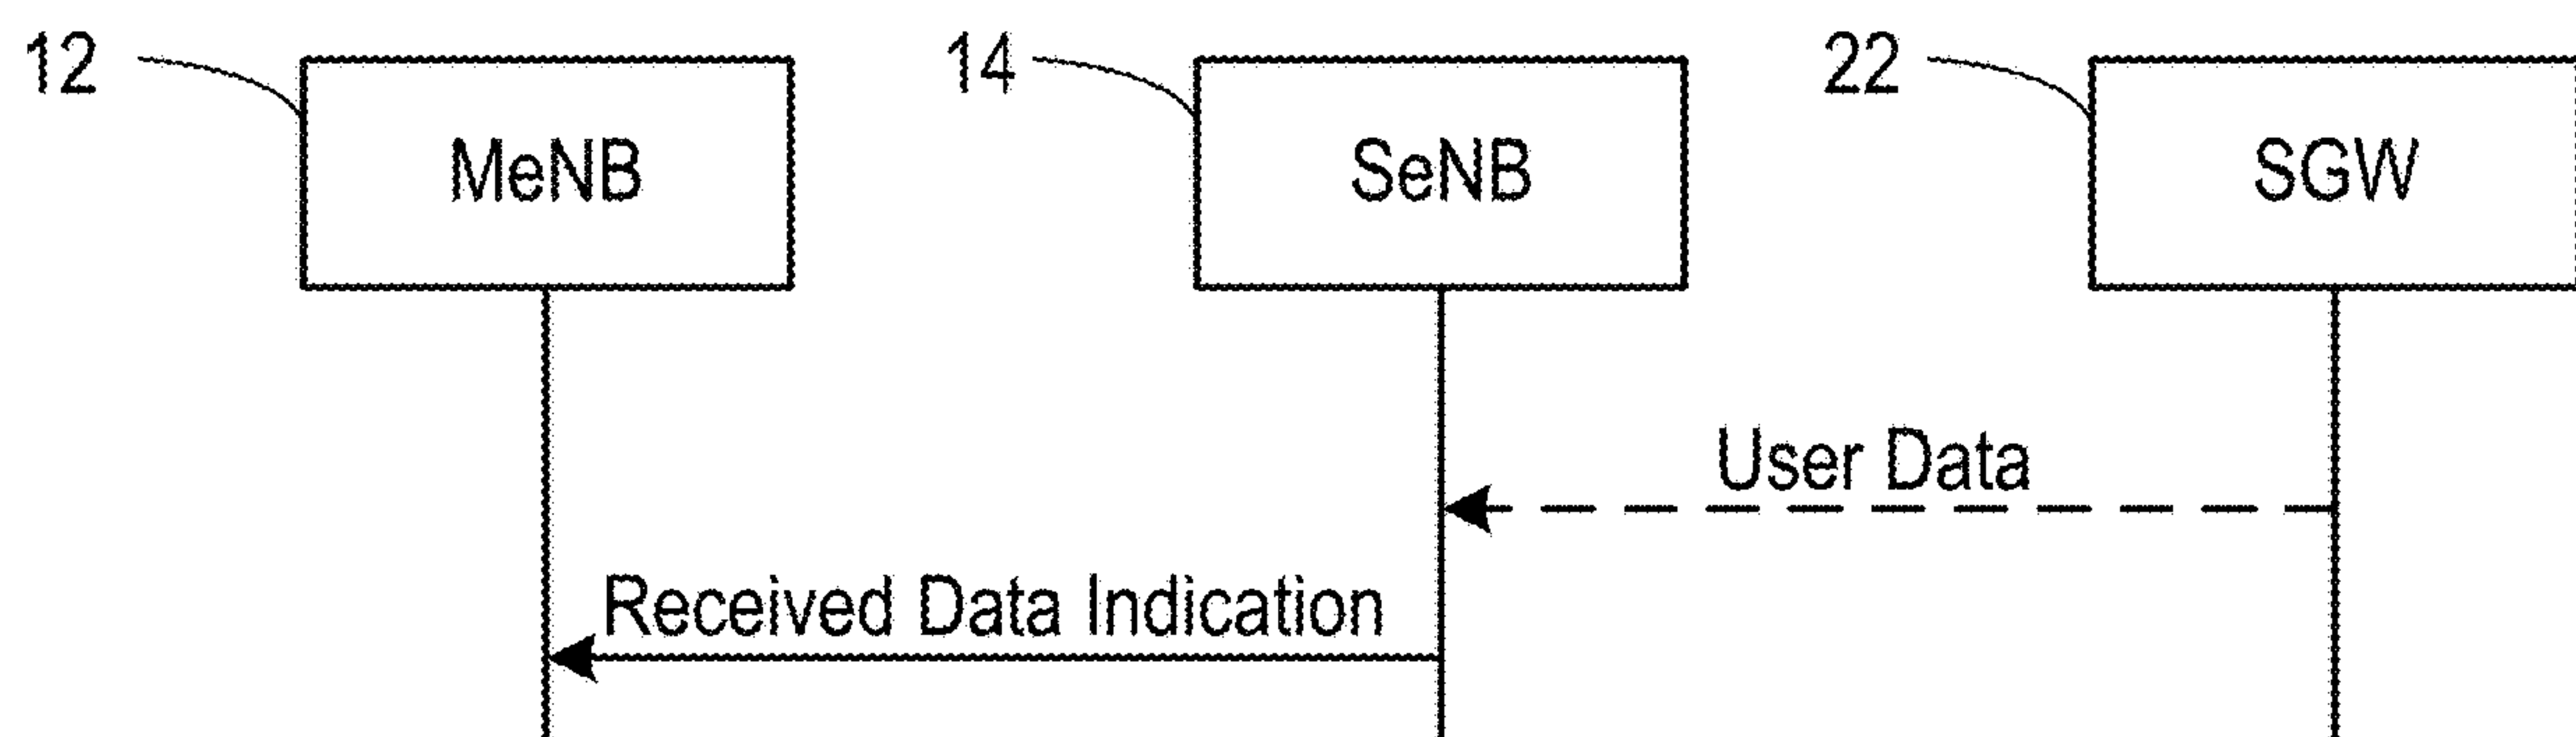 12
MeNB
14
SeNB
22
SGW
User Data
Received Data Indication